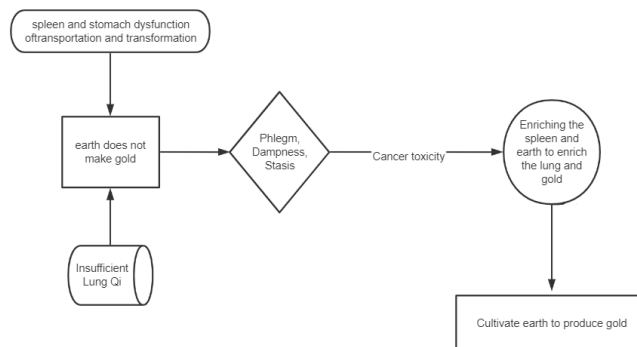 spleen and stomach dysfunction
oftransportation and transformation
earth does not
make gold
Insufficient
Lung Qi
Phlegm,
Dampness,
Stasis
Cancer toxicity
Enriching the
spleen and
earth to enrich
the lung and
gold
Cultivate earth to produce gold